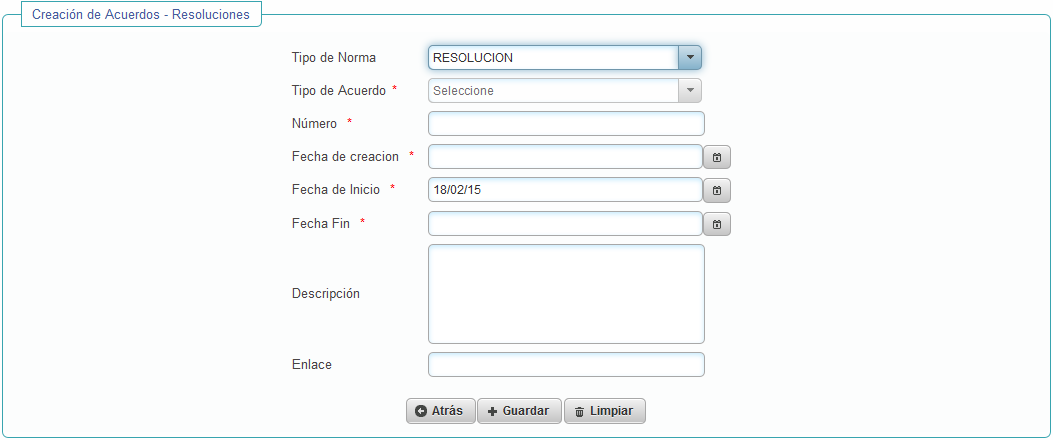 Creación de Acuerdos - Resoluciones
Tipo de Norma RESOLUCION
Tipo de Acuerdo * Seleccione
Número *
Fecha de creacion *
Fecha de Inicio * 18/02/15
Fecha Fin *
Descripción
Enlace
Atrás Guardar Limpiar